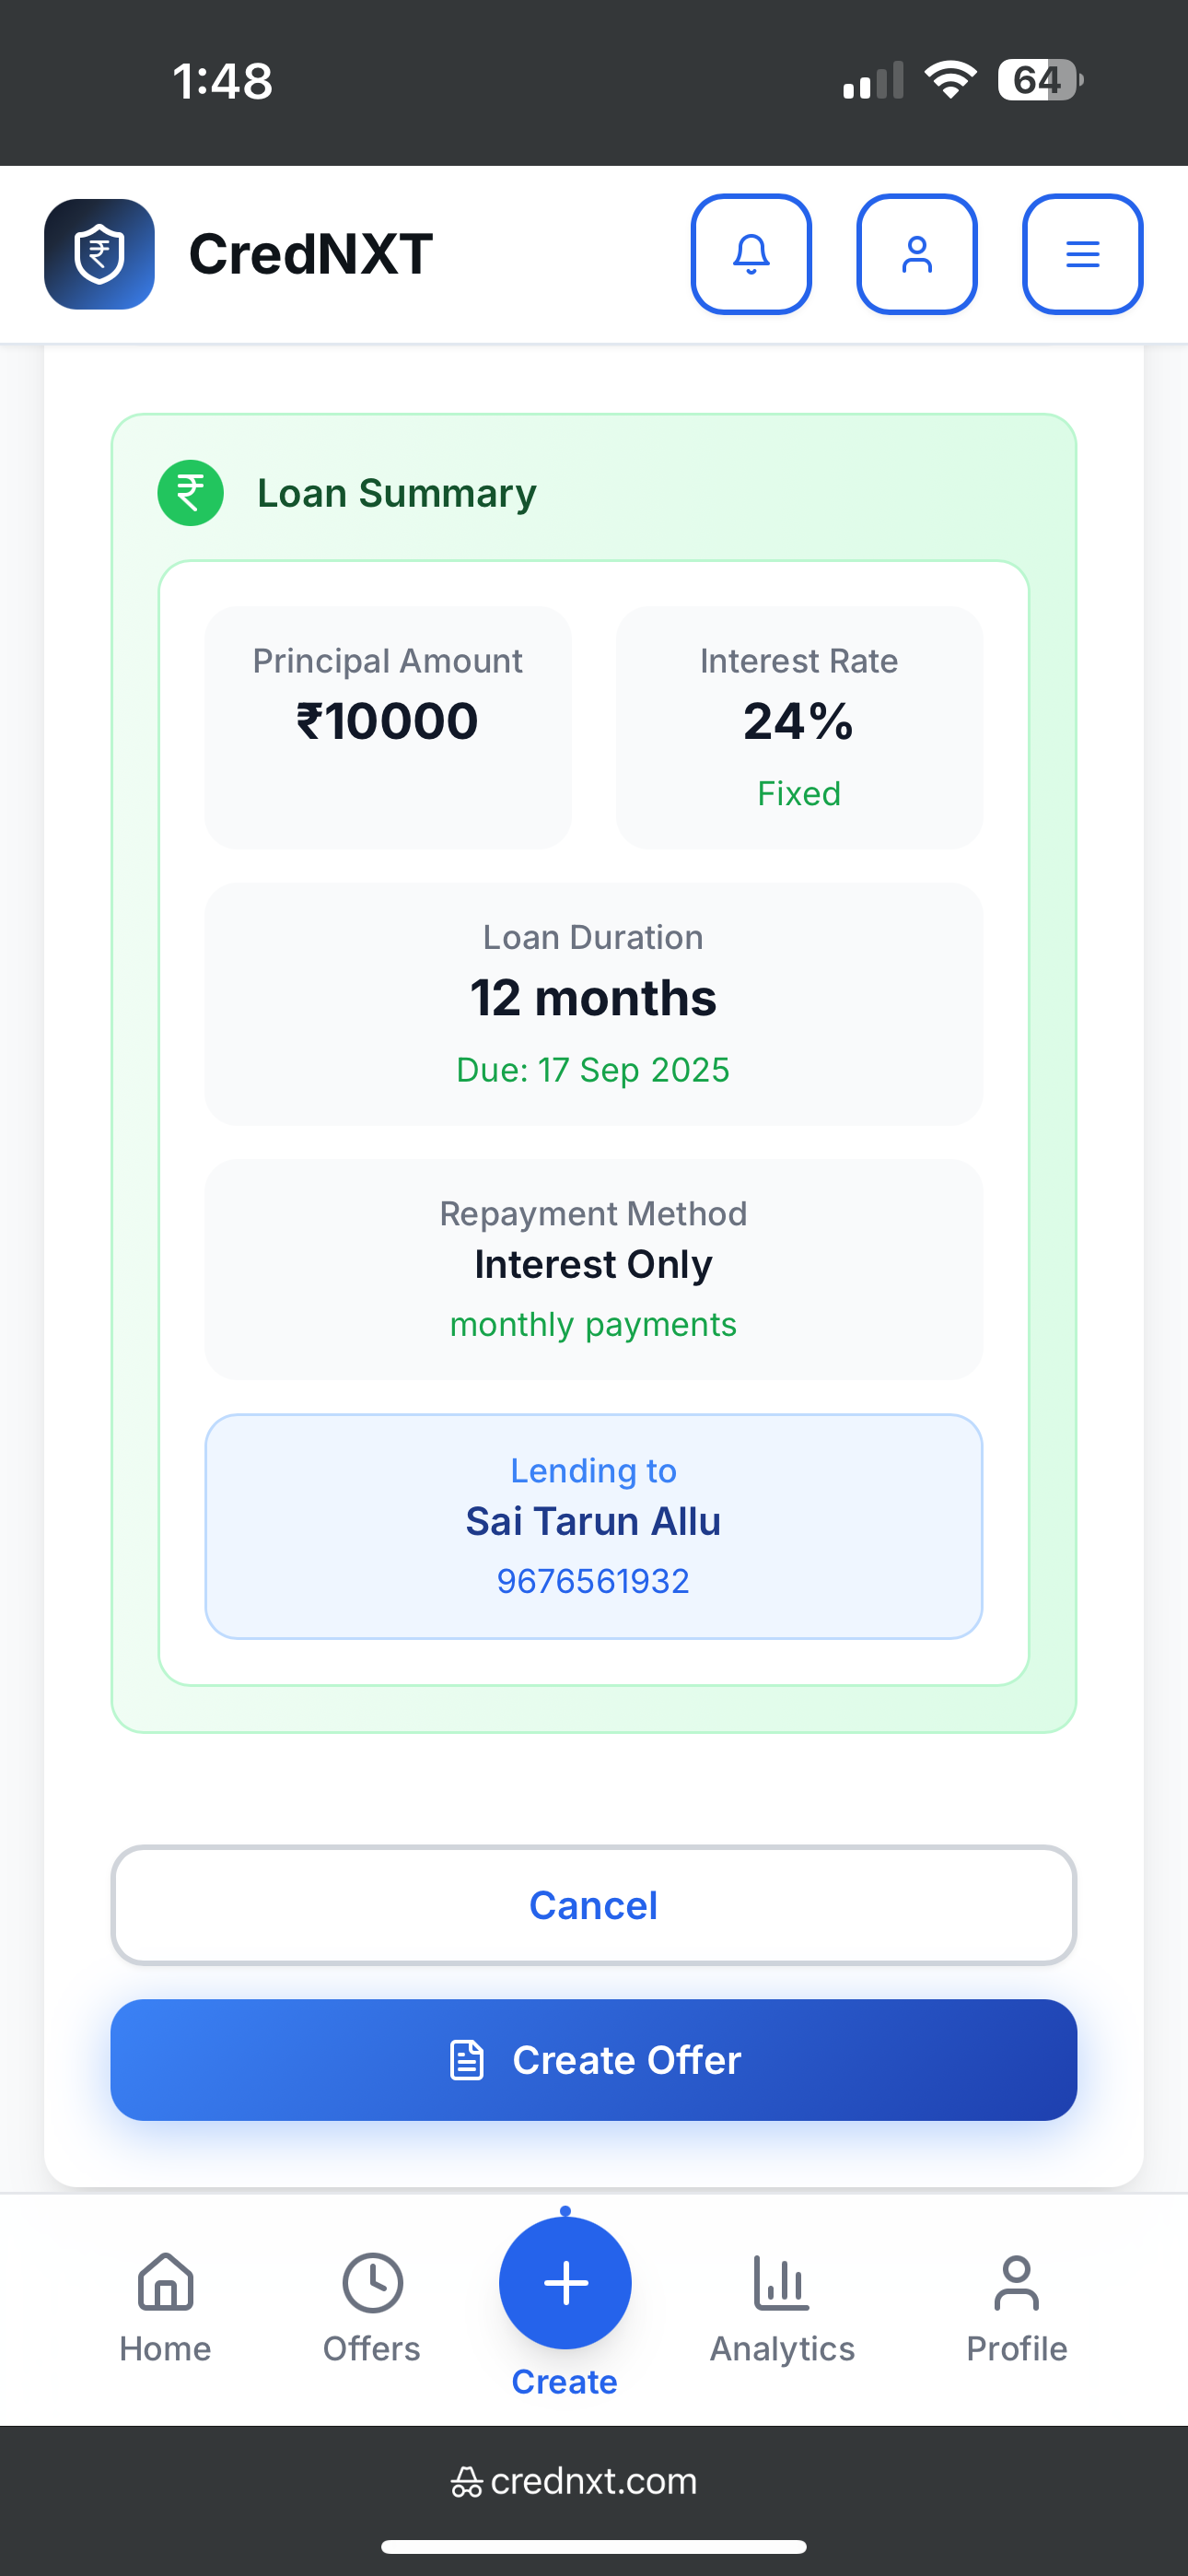 1:48
64
CredNXT
Loan Summary
Principal Amount
₹10000
Interest Rate
24%
Fixed
Loan Duration
12 months
Due: 17 Sep 2025
Repayment Method
Interest Only
monthly payments
Lending to
Sai Tarun Allu
9676561932
Cancel
Create Offer
Home
Offers
Create
Analytics
Profile
crednxt.com